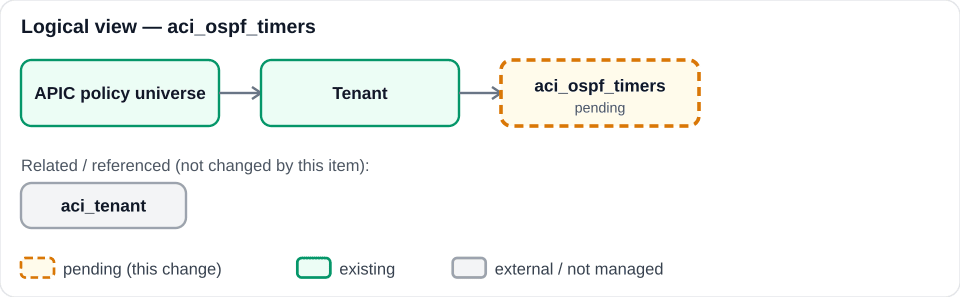 Logical view — aci_ospf_timers
APIC policy universe
Tenant
aci_ospf_timers
pending
Related / referenced (not changed by this item):
aci_tenant
pending (this change)
existing
external / not managed